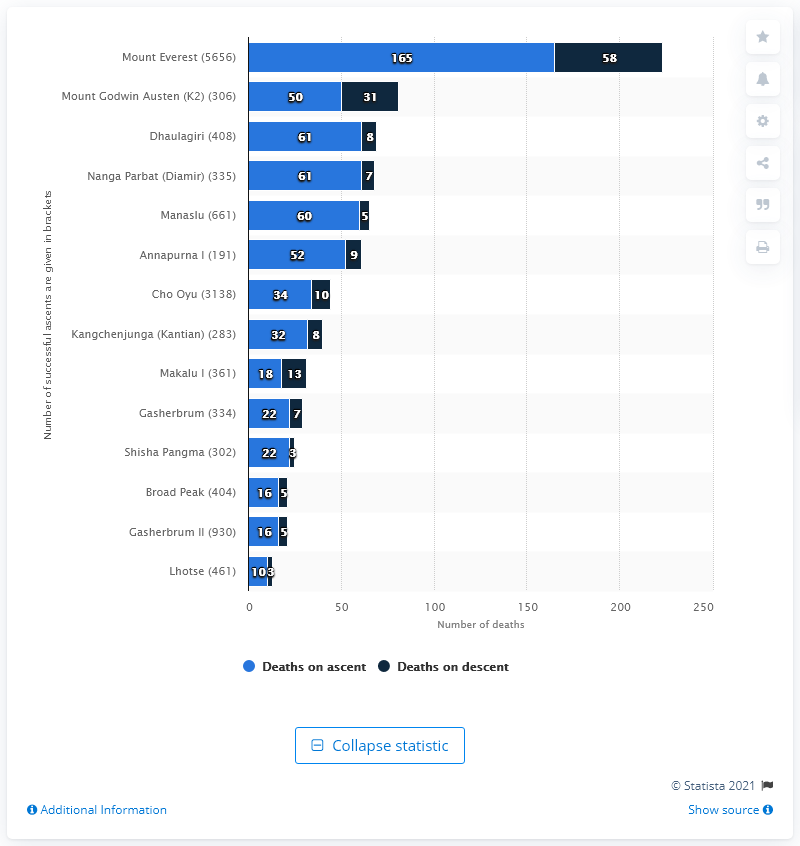 Number of successful ascents are given in brackets
Mount Everest (5656) 165 58
Mount Godwin Austen (K2) (306) 50 31
Dhaulagiri (408) 61 8
Nanga Parbat (Diamir) (335) 61 7
Manaslu (661) 60 5
Annapurna I (191) 52 9
Cho Oyu (3138) 34 10
Kangchenjunga (Kantian) (283) 32 8
Makalu I (361) 18 13
Gasherbrum (334) 22 7
Shisha Pangma (302) 22 3
Broad Peak (404) 16 5
Gasherbrum II (930) 16 5
Lhotse (461) 10 3
0 50 100 150 200 250
Number of deaths
Deaths on ascent Deaths on descent
Collapse statistic
© Statista 2021
Additional Information Show source